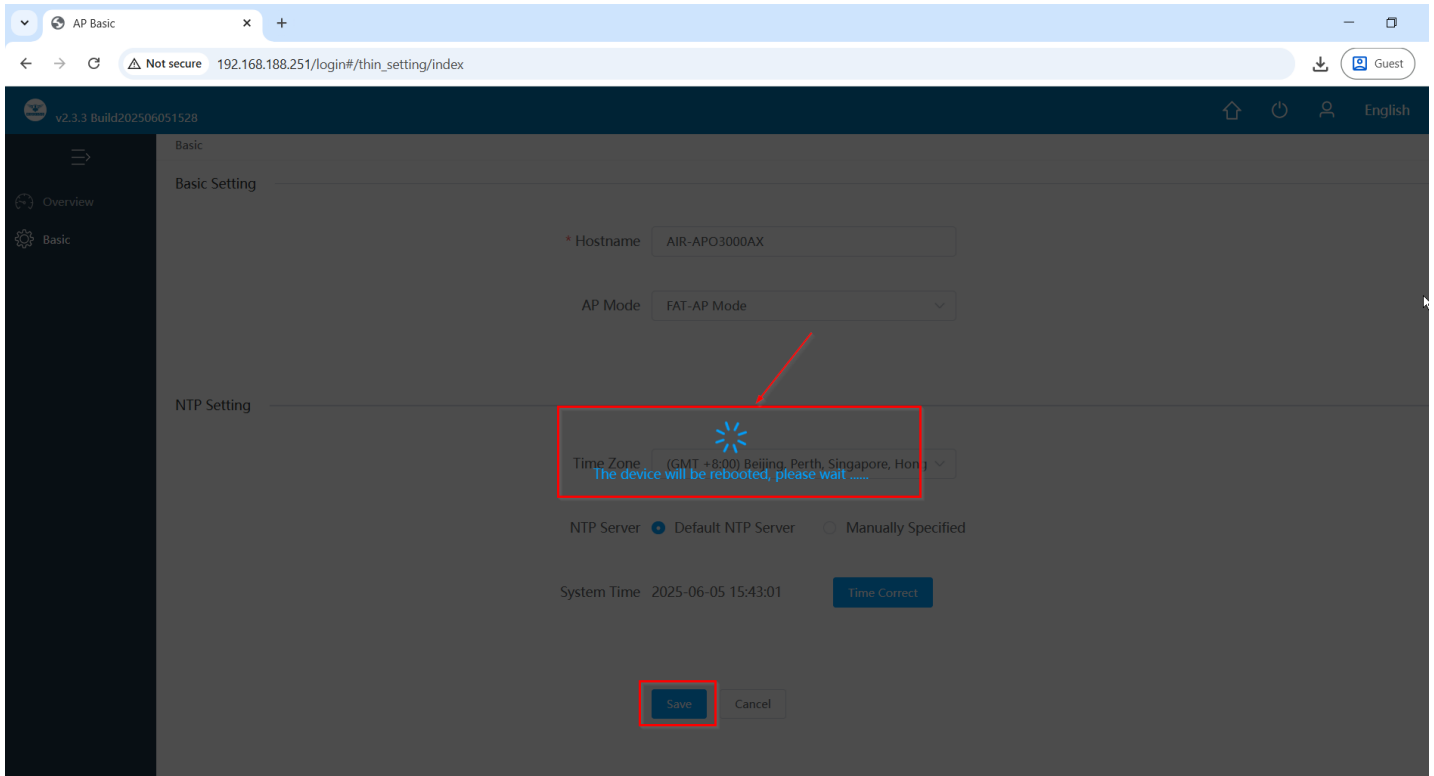 AP Basic
Not secure 192.168.188.251/login#/thin_setting/index
Guest
v2.3.3 Build202506051528
English
Basic
Basic Setting
Overview
Basic
* Hostname AIR-APO3000AX
AP Mode FAT-AP Mode
NTP Setting
Time Zone (GMT +8:00) Beijing, Perth, Singapore, Hong
The device will be rebooted, please wait ......
NTP Server Default NTP Server Manually Specified
System Time 2025-06-05 15:43:01 Time Correct
Save Cancel